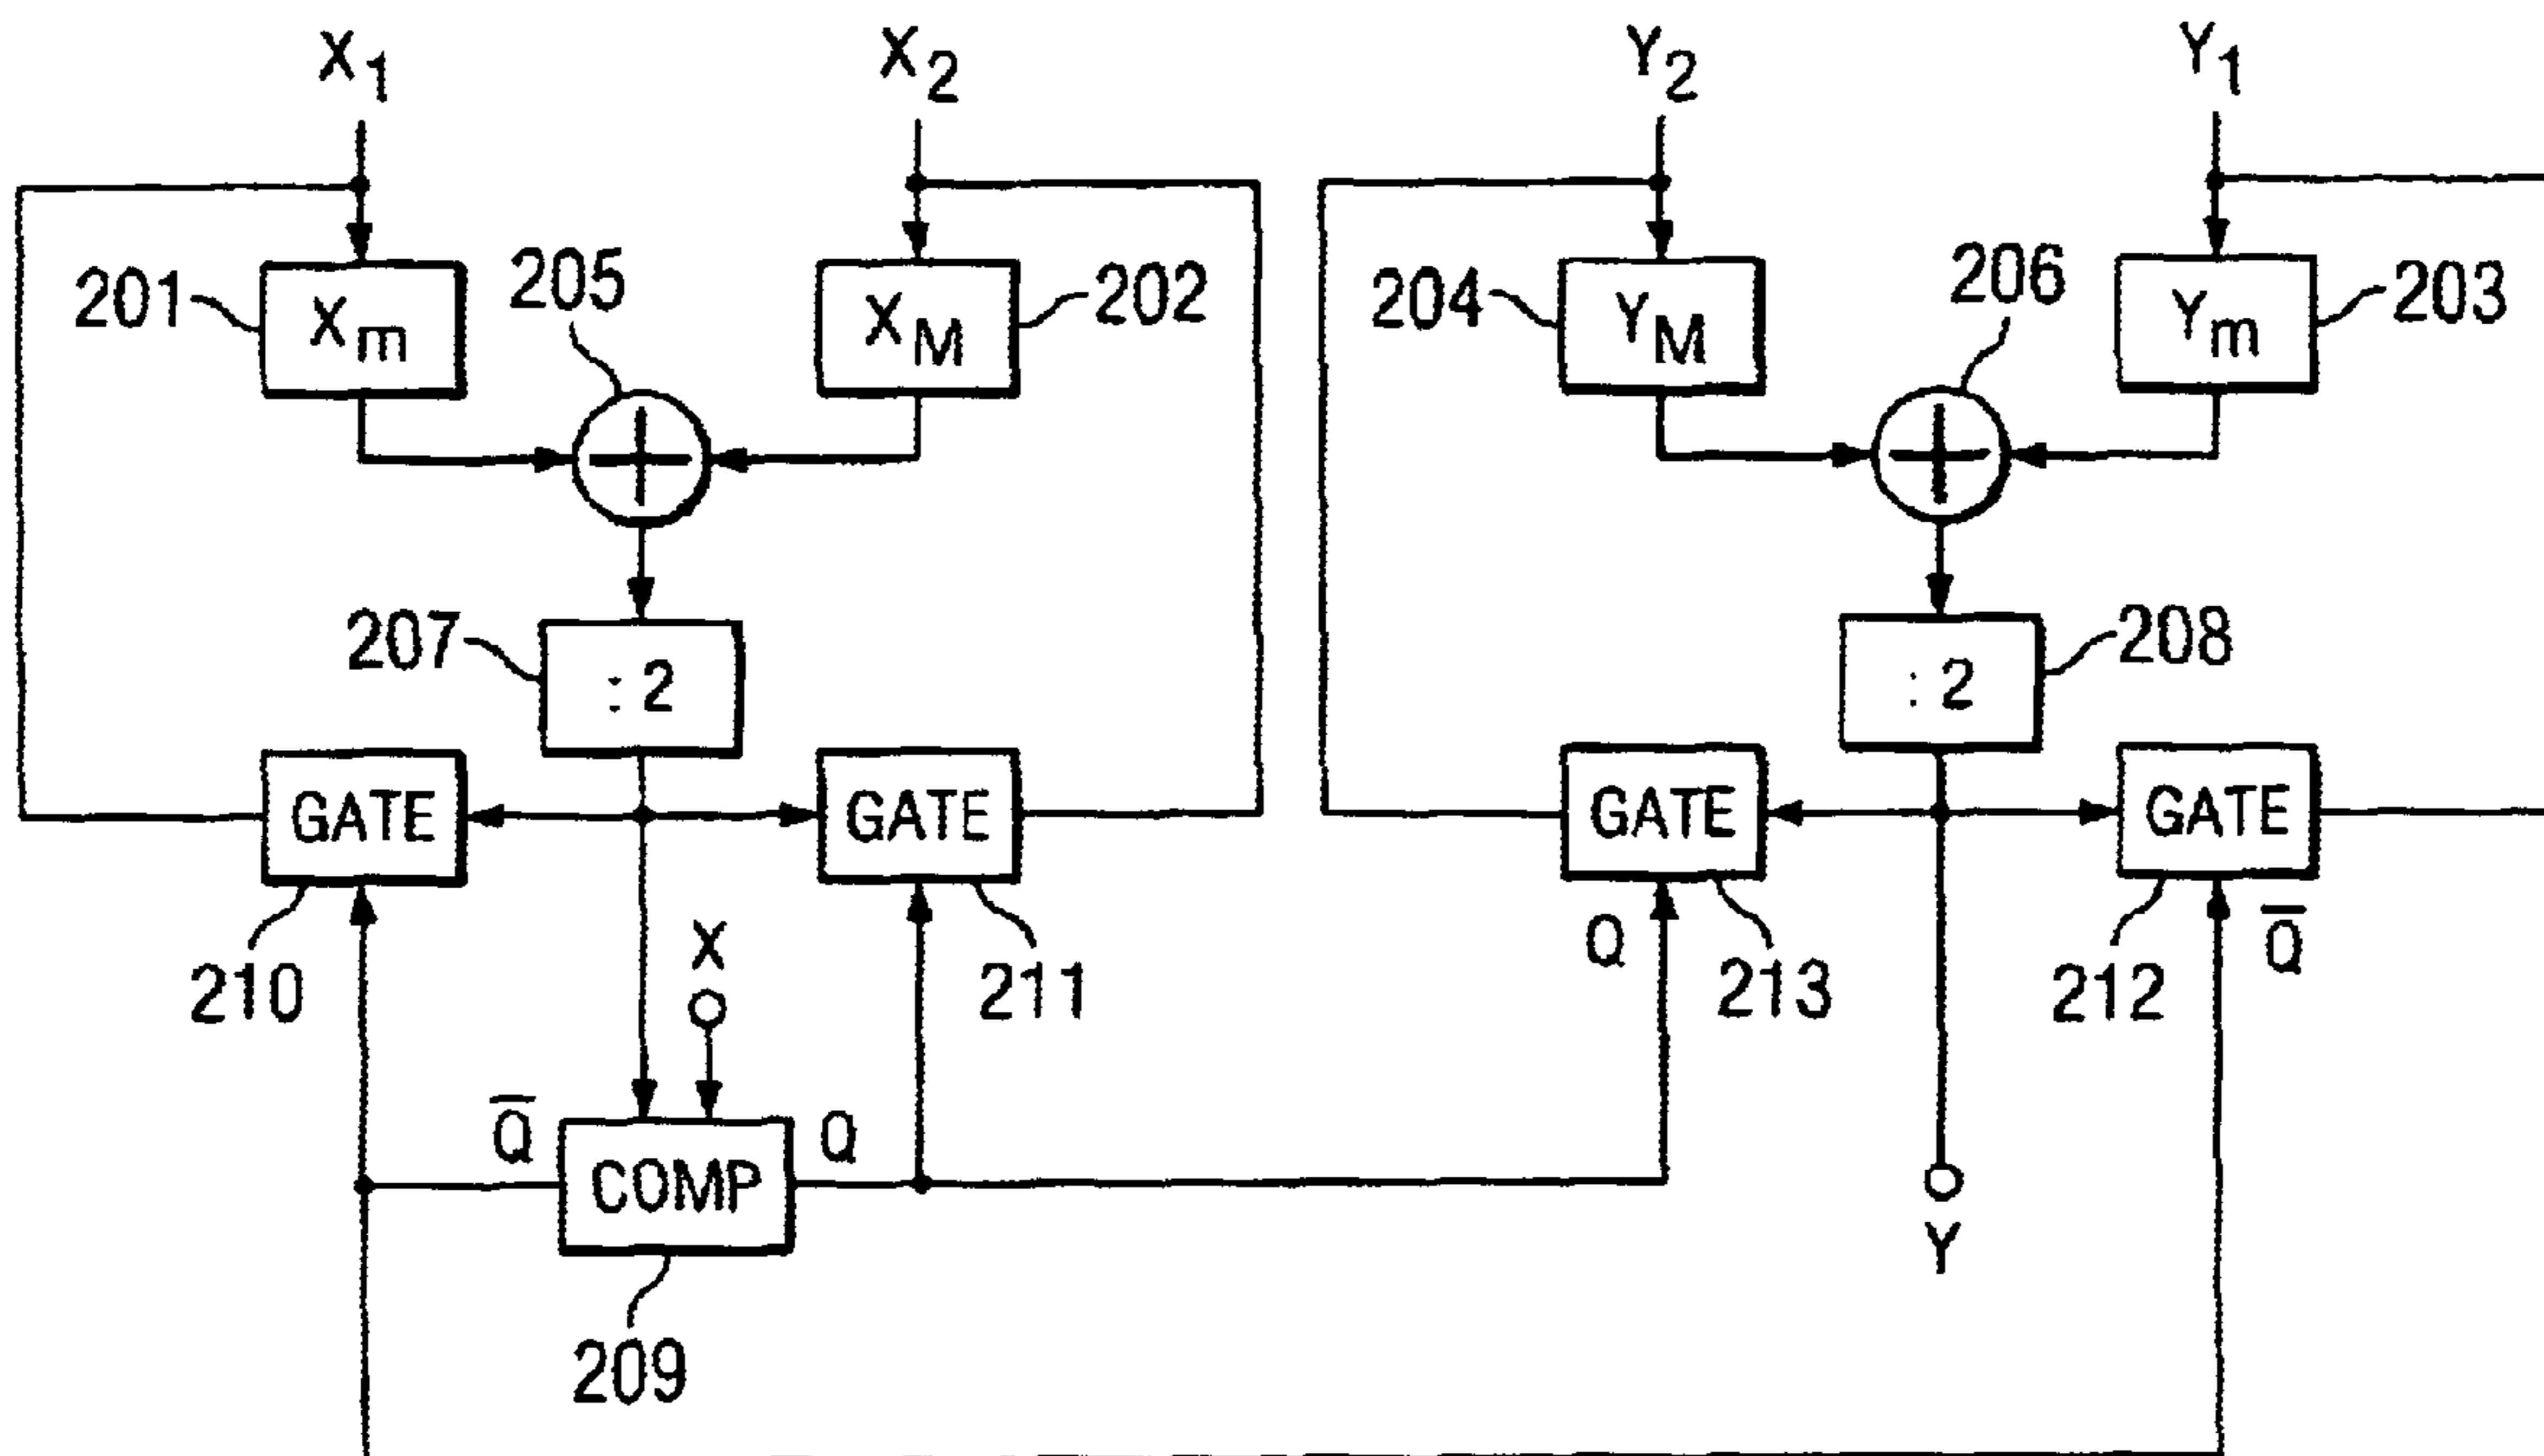 X1 X2 Y2 Y1
201 Xm 205 XM 202 204 YM 206 Ym 203
207 : 2 : 2 208
GATE GATE GATE GATE
210 X 211 Q 213 212 Q̅
Q̅ COMP Q
Y
209